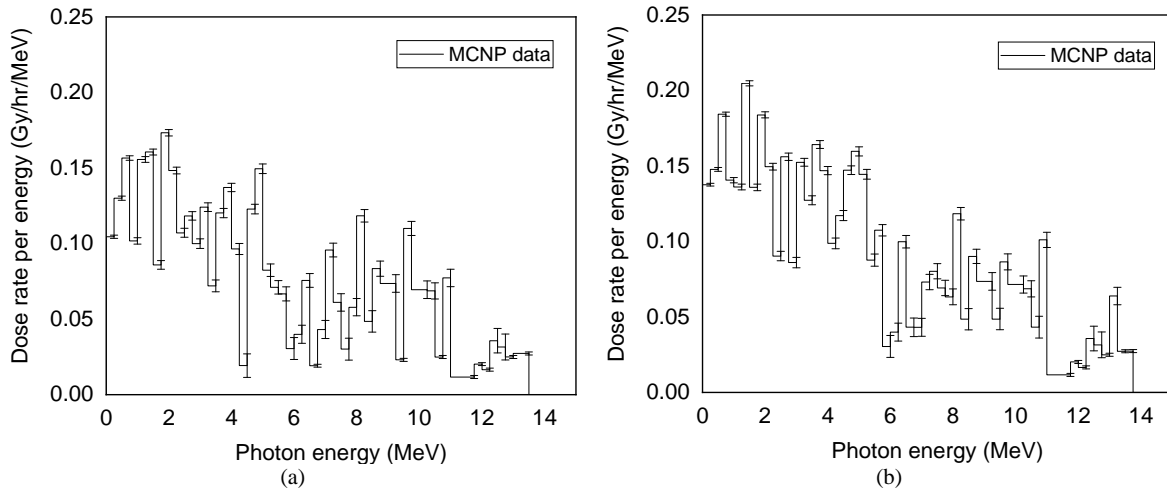 0.25
0.20
0.15
0.10
0.05
0.00
Dose rate per energy (Gy/hr/MeV)
MCNP data
0 2 4 6 8 10 12 14
Photon energy (MeV)
(a)
0.25
0.20
0.15
0.10
0.05
0.00
Dose rate per energy (Gy/hr/MeV)
MCNP data
0 2 4 6 8 10 12 14
Photon energy (MeV)
(b)